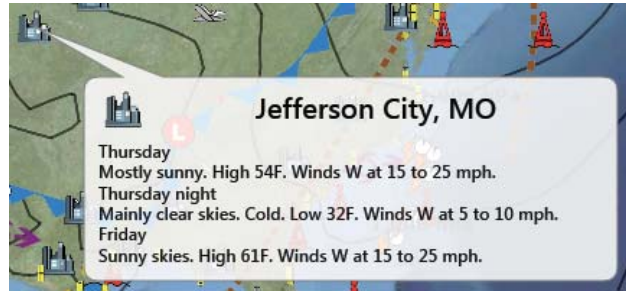 Jefferson City, MO
Thursday
Mostly sunny. High 54F. Winds W at 15 to 25 mph.
Thursday night
Mainly clear skies. Cold. Low 32F. Winds W at 5 to 10 mph.
Friday
Sunny skies. High 61F. Winds W at 15 to 25 mph.
L